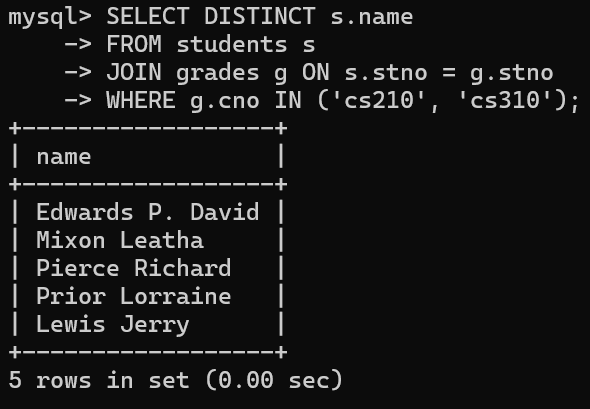 mysql> SELECT DISTINCT s.name
    -> FROM students s
    -> JOIN grades g ON s.stno = g.stno
    -> WHERE g.cno IN ('cs210', 'cs310');
+------------------+
| name             |
+------------------+
| Edwards P. David |
| Mixon Leatha     |
| Pierce Richard   |
| Prior Lorraine   |
| Lewis Jerry      |
+------------------+
5 rows in set (0.00 sec)